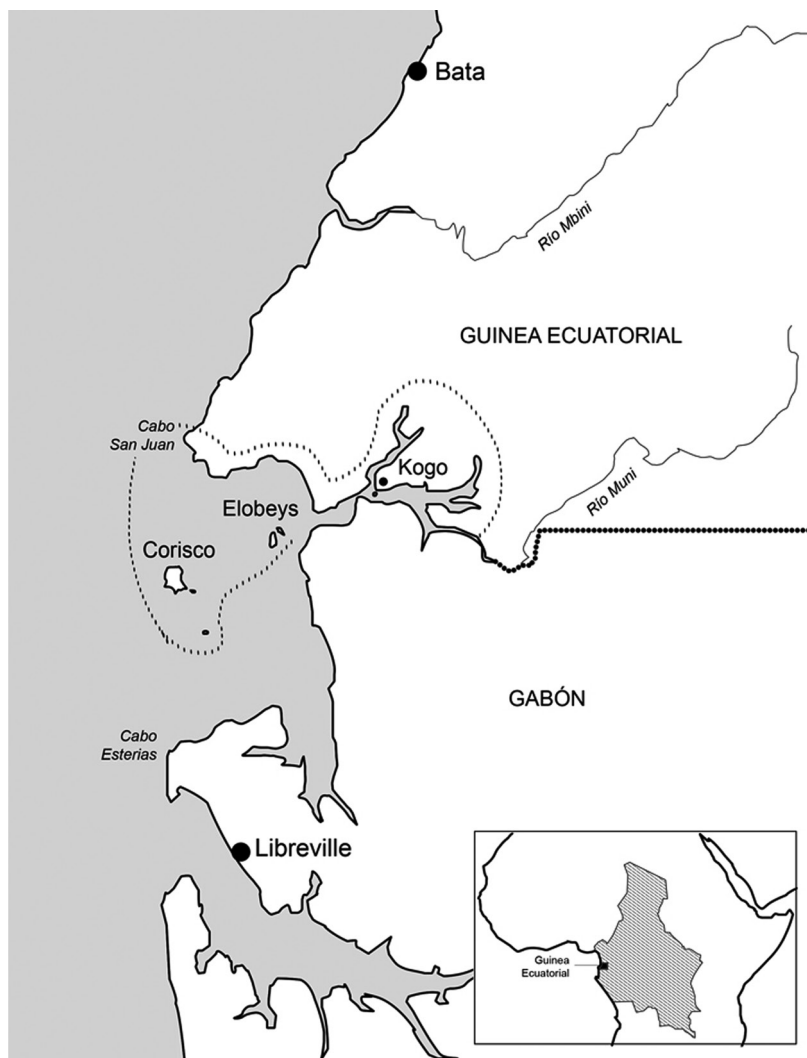 Bata
Río Mbini
GUINEA ECUATORIAL
Cabo
San Juan
Kogo
Elobeys
Río Muni
Corisco
GABÓN
Cabo
Esterias
Libreville
Guinea
Ecuatorial